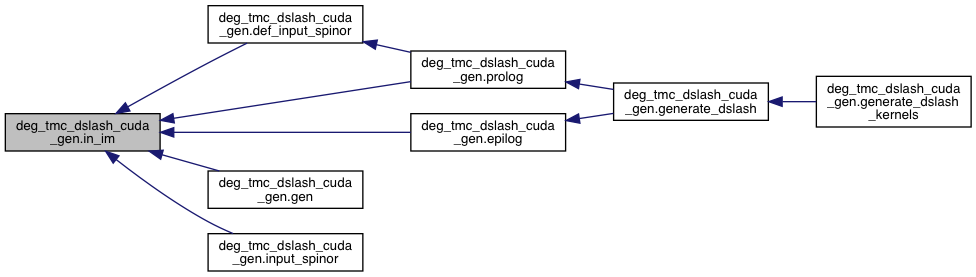 deg_tmc_dslash_cuda
_gen.in_im
deg_tmc_dslash_cuda
_gen.def_input_spinor
deg_tmc_dslash_cuda
_gen.prolog
deg_tmc_dslash_cuda
_gen.epilog
deg_tmc_dslash_cuda
_gen.gen
deg_tmc_dslash_cuda
_gen.input_spinor
deg_tmc_dslash_cuda
_gen.generate_dslash
deg_tmc_dslash_cuda
_gen.generate_dslash
_kernels